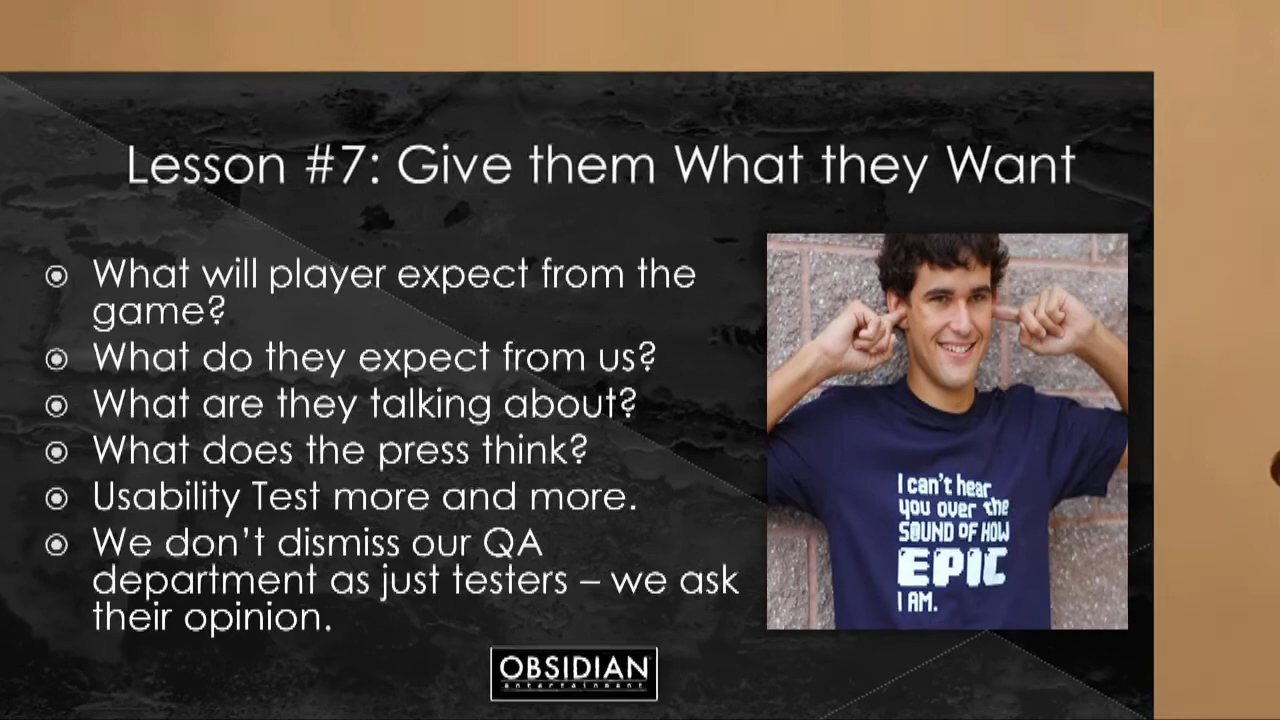 Lesson #7: Give them What they Want
What will player expect from the
game?
What do they expect from us?
What are they talking about?
What does the press think?
Usability Test more and more.
We don't dismiss our QA
department as just testers – we ask
their opinion.
I can't hear
you over the
SOUND OF HOW
EPIC
I AM.
OBSIDIAN
entertainment